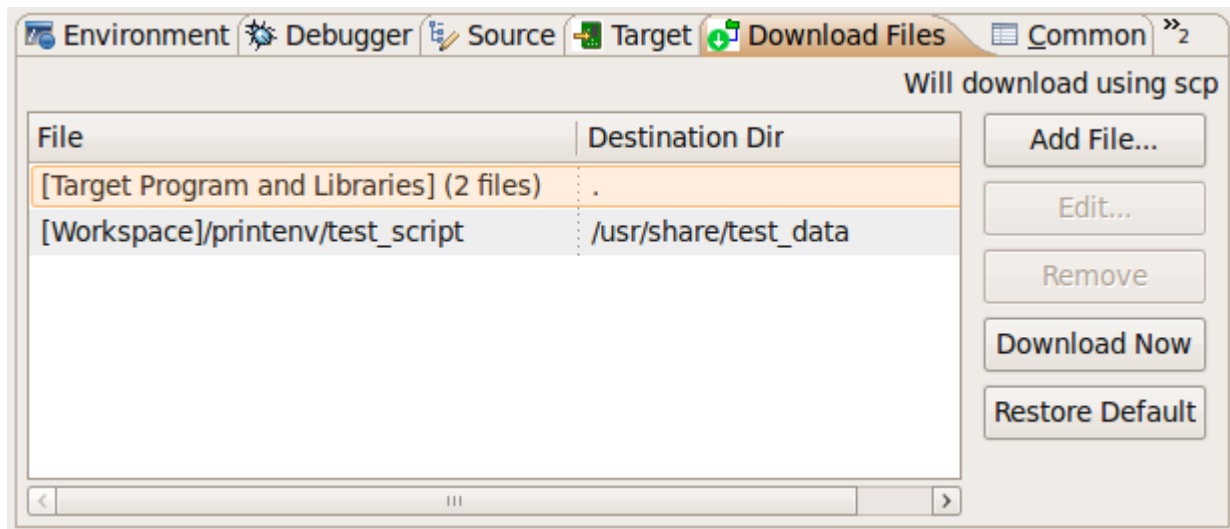 Environment Debugger Source Target Download Files Common »2
Will download using scp
File Destination Dir Add File...
[Target Program and Libraries] (2 files) .
Edit...
[Workspace]/printenv/test_script /usr/share/test_data
Remove
Download Now
Restore Default